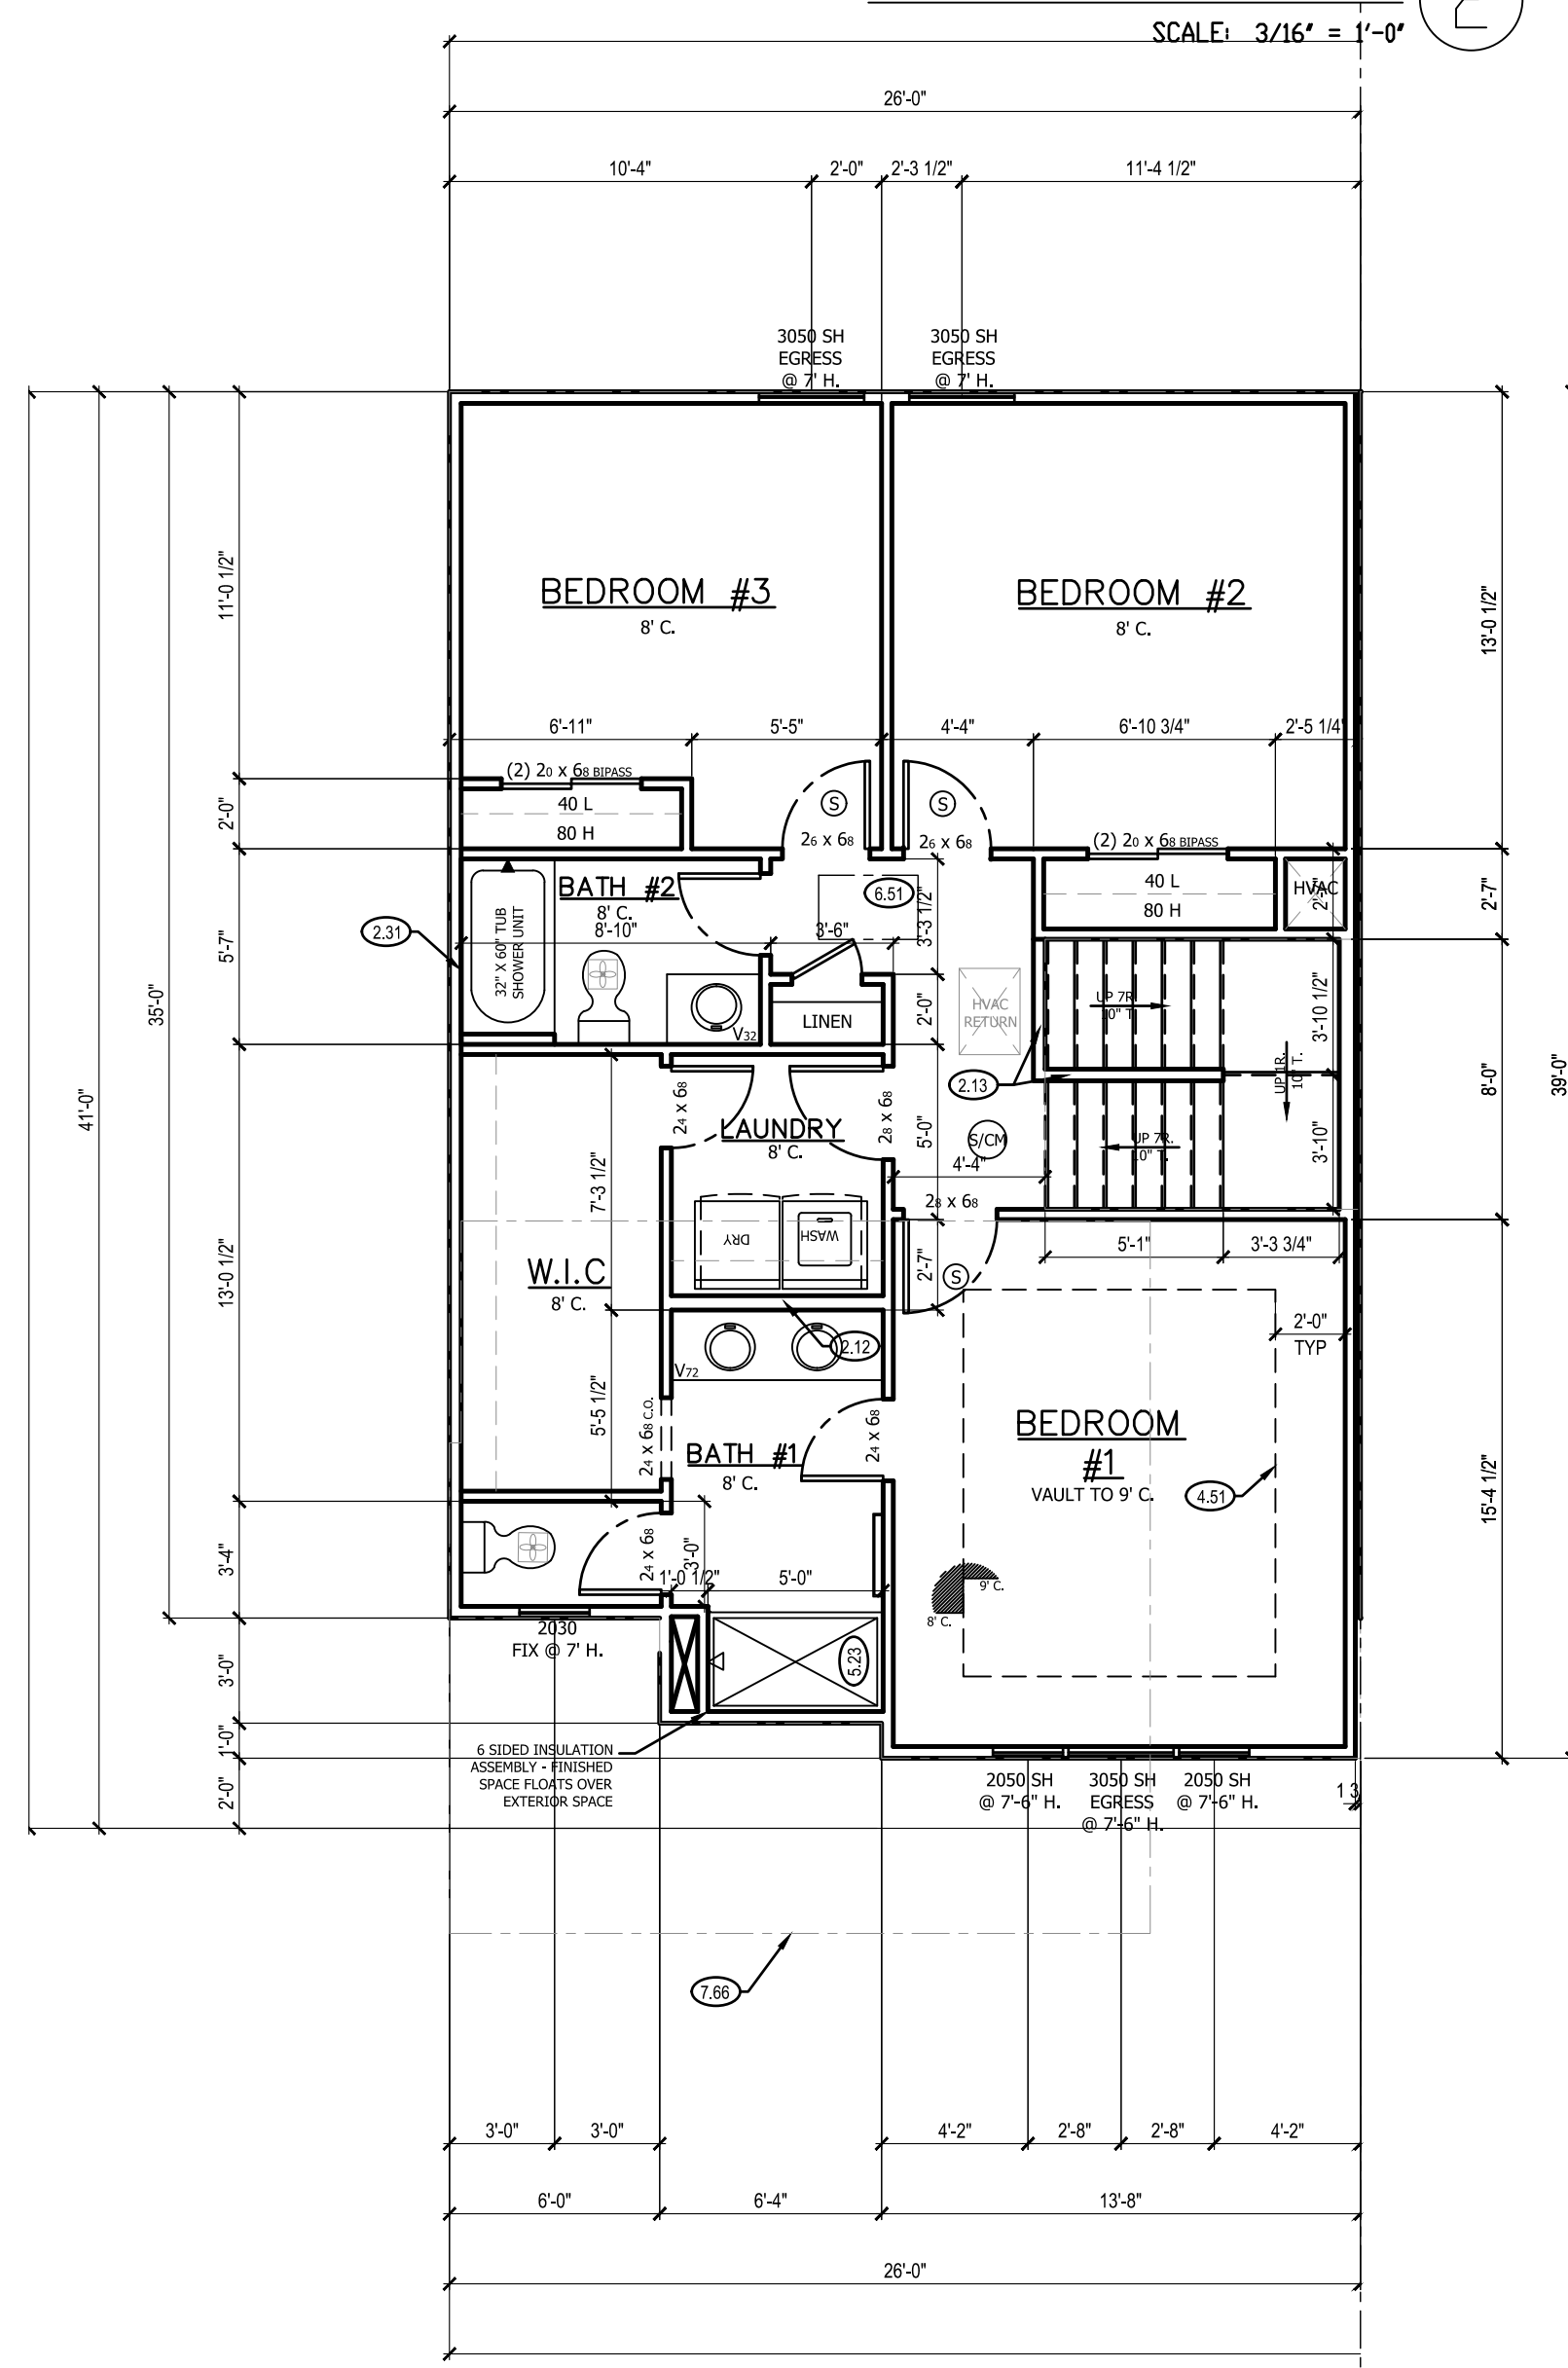 SCALE: 3/16" = 1'-0"
26'-0"
10'-4" 2'-0" 2'-3 1/2" 11'-4 1/2"
3050 SH
EGRESS
@ 7' H.
3050 SH
EGRESS
@ 7' H.
BEDROOM #3
8' C.
BEDROOM #2
8' C.
11'-0 1/2"
13'-0 1/2"
6'-11" 5'-5" 4'-4" 6'-10 3/4" 2'-5 1/4"
(2) 20 x 68 BIPASS
40 L
80 H
S
26 x 68
S
26 x 68
(2) 20 x 68 BIPASS
40 L
80 H
HVAC
2'-0"
2'-7"
BATH #2
8' C.
8'-10"
32" X 60" TUB
SHOWER UNIT
2.31
6.51
3'-6"
3'-3 1/2"
5'-7"
V32
LINEN
2'-0"
HVAC
RETURN
UP 7R.
10" T.
3'-10 1/2"
UP 1R.
10" T.
2.13
35'-0"
41'-0"
39'-0"
8'-0"
24 x 68
LAUNDRY
8' C.
28 x 68
5'-0"
S/CM
UP 7R.
10" T.
3'-10"
4'-4"
28 x 68
7'-3 1/2"
DRY
WASH
5'-1" 3'-3 3/4"
2'-7"
S
W.I.C
8' C.
13'-0 1/2"
2.12
2'-0"
TYP
V72
5'-5 1/2"
24 x 68 C.O.
24 x 68
BATH #1
8' C.
BEDROOM
#1
VAULT TO 9' C.
4.51
15'-4 1/2"
3'-4"
24 x 68
3'-0"
1'-0 1/2" 5'-0"
9' C.
8' C.
2030
FIX @ 7' H.
5.23
3'-0"
1'-0"
2'-0"
6 SIDED INSULATION
ASSEMBLY - FINISHED
SPACE FLOATS OVER
EXTERIOR SPACE
2050 SH
@ 7'-6" H.
3050 SH
EGRESS
@ 7'-6" H.
2050 SH
@ 7'-6" H.
1 3
7.66
3'-0" 3'-0" 4'-2" 2'-8" 2'-8" 4'-2"
6'-0" 6'-4" 13'-8"
26'-0"